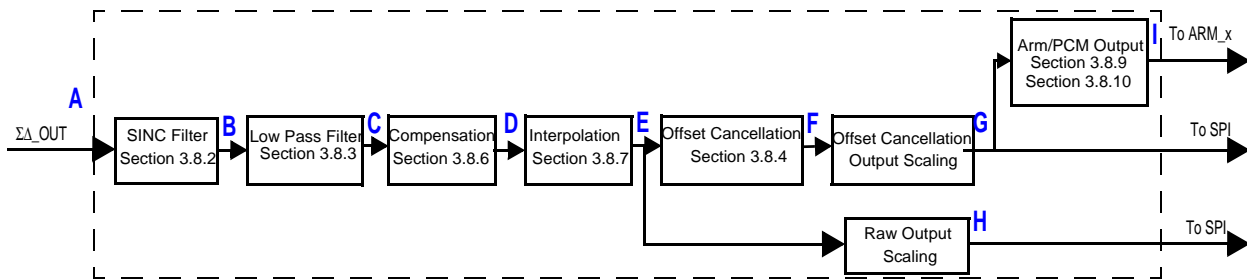 A
ΣΔ_OUT
SINC Filter
Section 3.8.2
B
Low Pass Filter
Section 3.8.3
C
Compensation
Section 3.8.6
D
Interpolation
Section 3.8.7
E
Offset Cancellation
Section 3.8.4
F
Offset Cancellation
Output Scaling
G
Arm/PCM Output
Section 3.8.9
Section 3.8.10
I
To ARM_x
To SPI
Raw Output
Scaling
H
To SPI